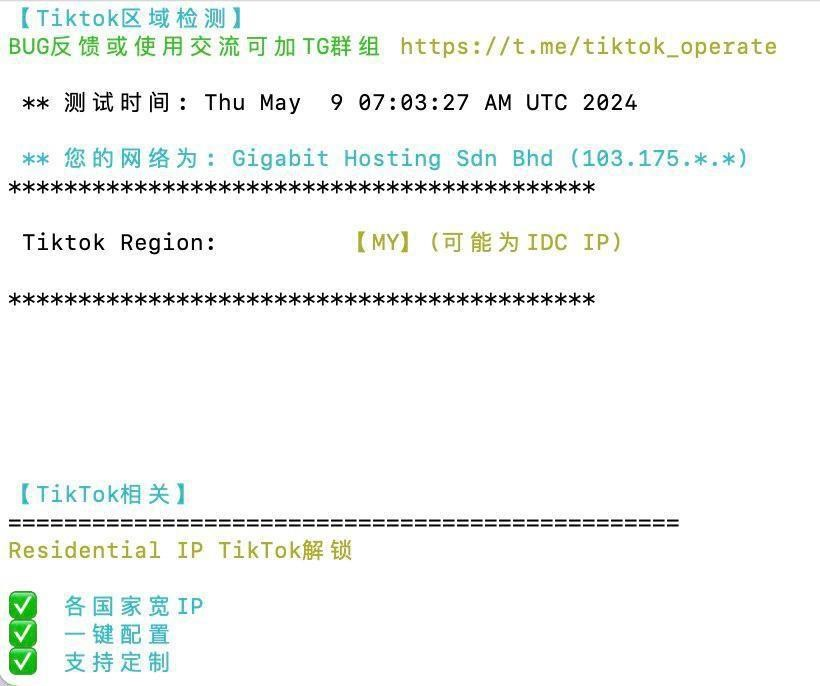 【Tiktok区域检测】
BUG反馈或使用交流可加TG群组 https://t.me/tiktok_operate
** 测试时间: Thu May  9 07:03:27 AM UTC 2024
** 您的网络为: Gigabit Hosting Sdn Bhd (103.175.*.*)
******************************************
Tiktok Region: 【MY】(可能为IDC IP)
******************************************
【TikTok相关】
================================================
Residential IP TikTok解锁
✅ 各国家宽IP
✅ 一键配置
✅ 支持定制